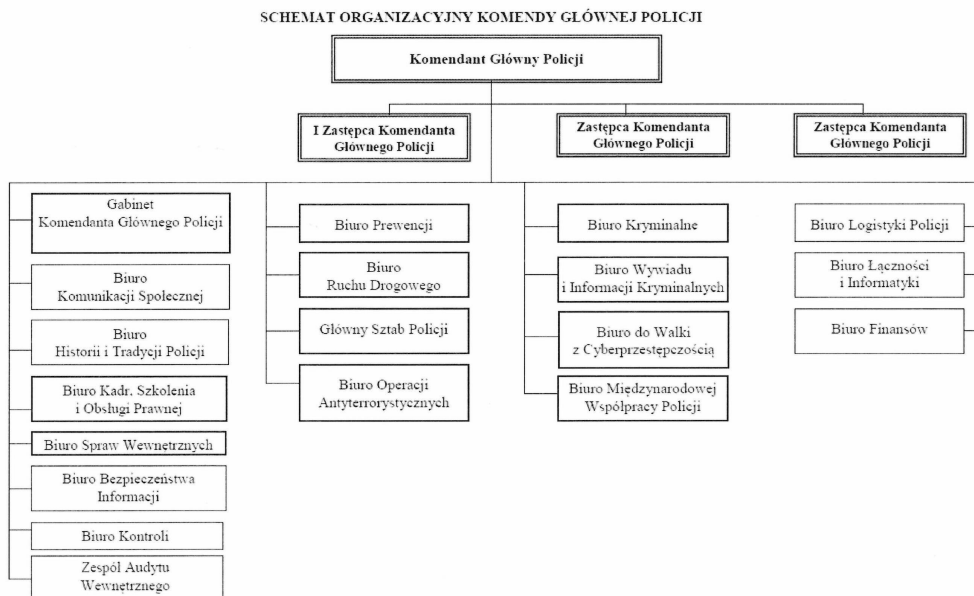 SCHEMAT ORGANIZACYJNY KOMENDY GŁÓWNEJ POLICJI
Komendant Główny Policji
I Zastępca Komendanta
Głównego Policji
Zastępca Komendanta
Głównego Policji
Zastępca Komendanta
Głównego Policji
Gabinet
Komendanta Głównego Policji
Biuro
Komunikacji Społecznej
Biuro
Historii i Tradycji Policji
Biuro Kadr. Szkolenia
i Obsługi Prawnej
Biuro Spraw Wewnętrznych
Biuro Bezpieczeństwa
Informacji
Biuro Kontroli
Zespół Audytu
Wewnętrznego
Biuro Prewencji
Biuro
Ruchu Drogowego
Główny Sztab Policji
Biuro Operacji
Antyterrorystycznych
Biuro Kryminalne
Biuro Wywiadu
i Informacji Kryminalnych
Biuro do Walki
z Cyberprzestępczością
Biuro Międzynarodowej
Współpracy Policji
Biuro Logistyki Policji
Biuro Łączności
i Informatyki
Biuro Finansów